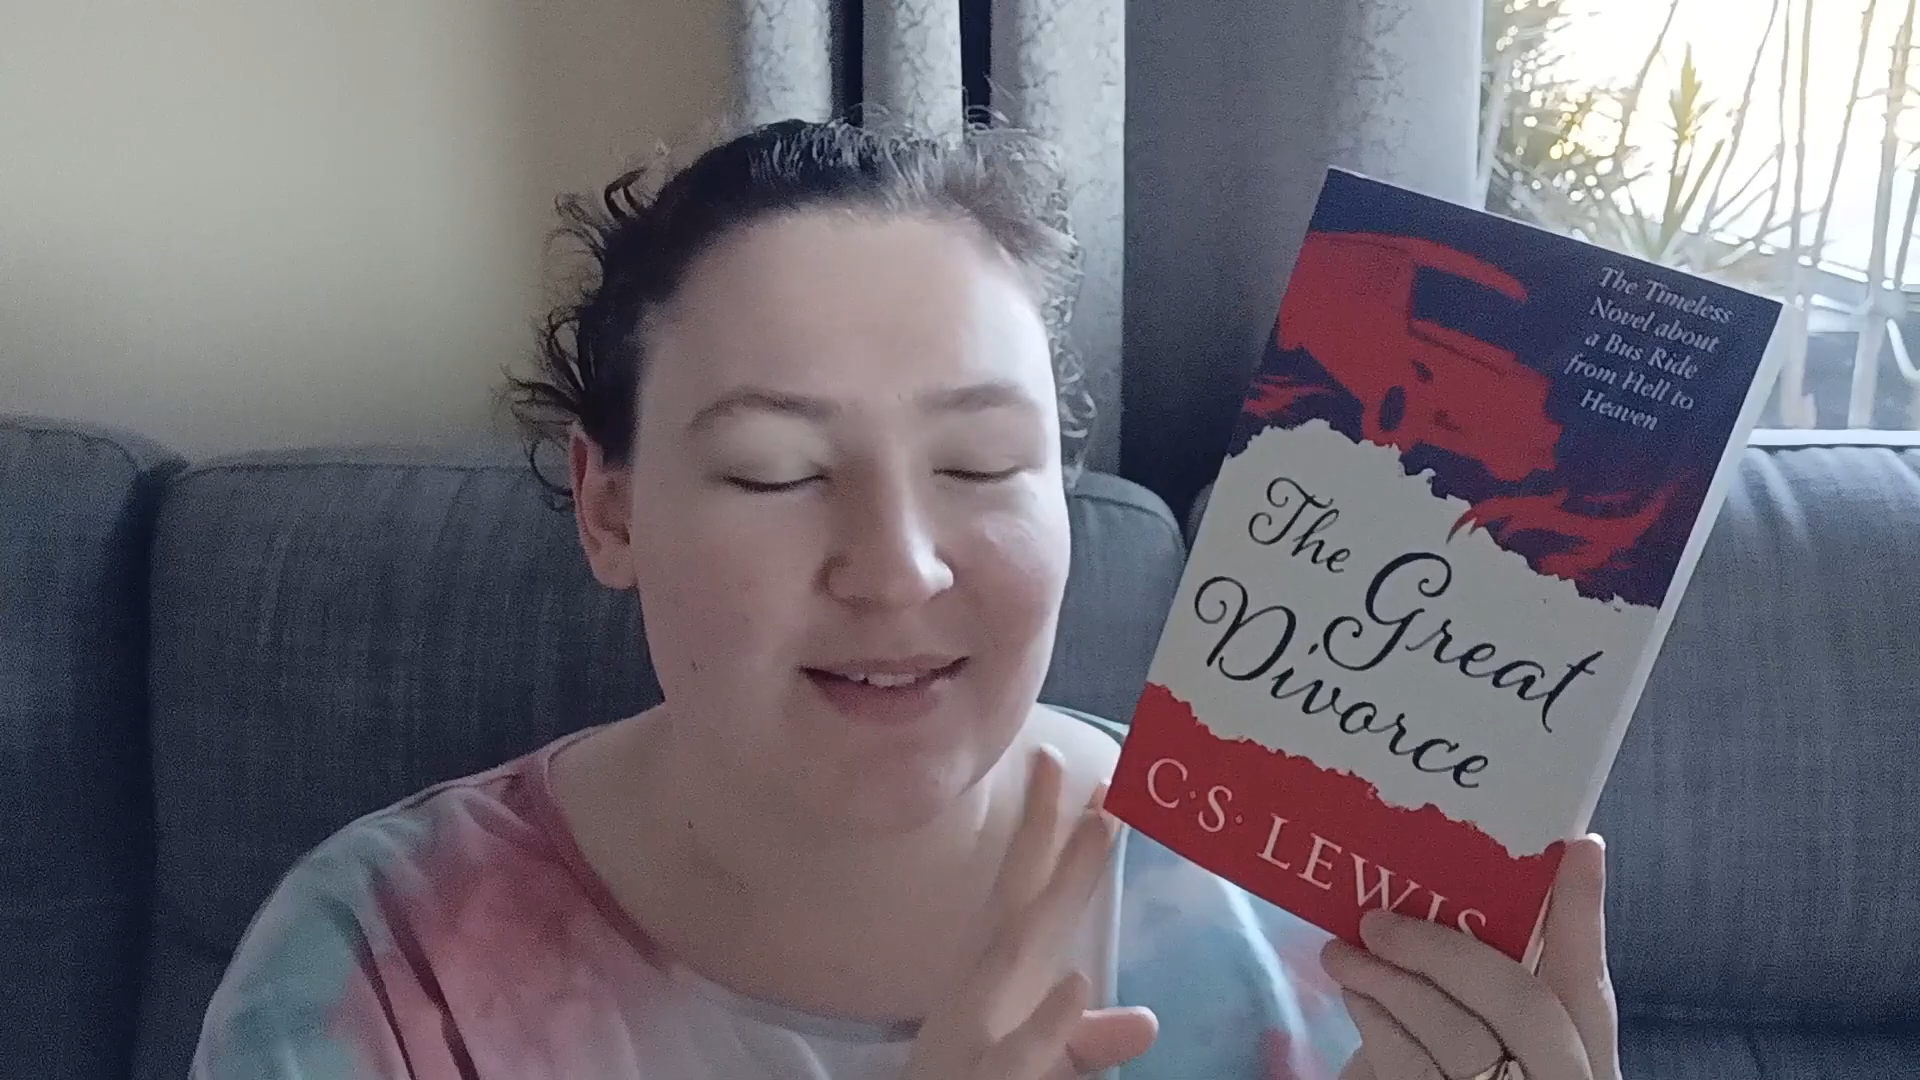 The Timeless
Novel about
a Bus Ride
from Hell to
Heaven
The Great
Divorce
C·S· LEWIS